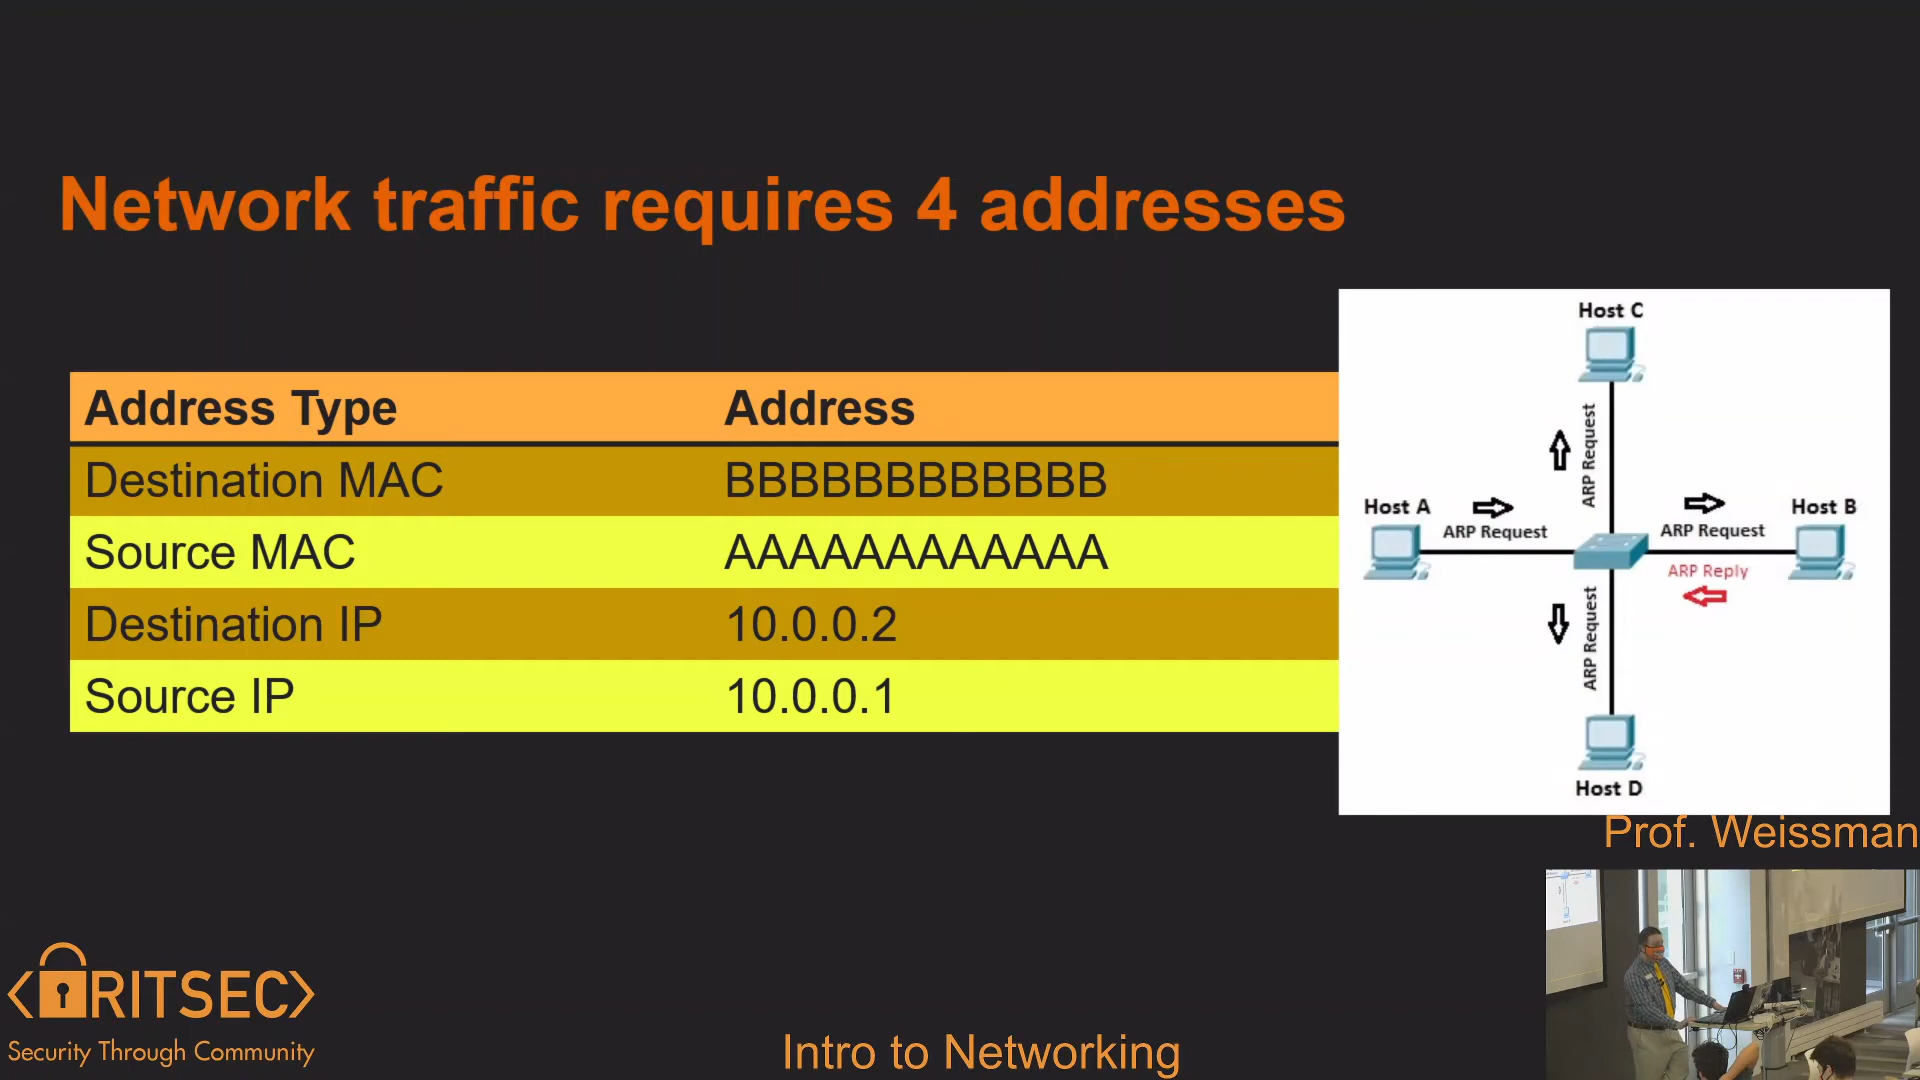 Network traffic requires 4 addresses
Address Type Address
Destination MAC BBBBBBBBBBBB
Source MAC AAAAAAAAAAAA
Destination IP 10.0.0.2
Source IP 10.0.0.1
Host C
ARP Request
Host A
ARP Request
ARP Request
Host B
ARP Reply
ARP Request
Host D
Prof. Weissman
RITSEC
Security Through Community
Intro to Networking